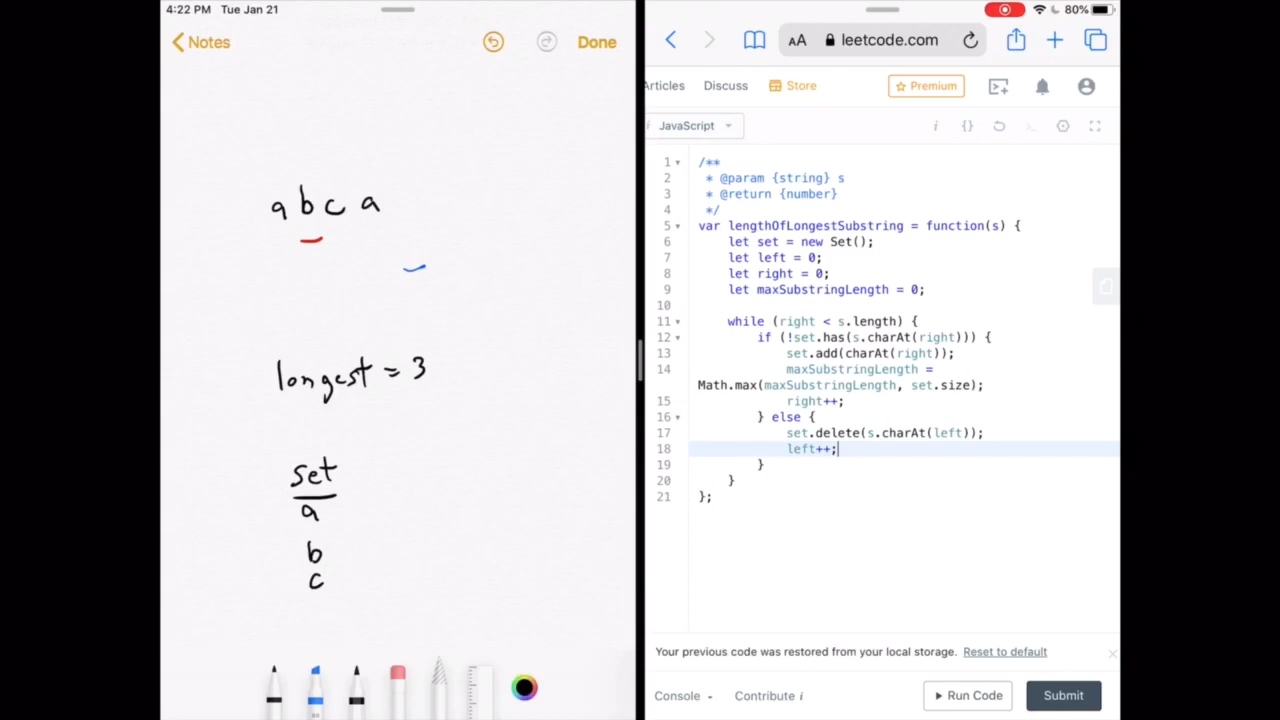 4:22 PM Tue Jan 21
Notes
Done
a b c a
longest = 3
set
a
b
c
80%
AA leetcode.com
Articles Discuss Store Premium
i JavaScript i {}
1 /**
2 * @param {string} s
3 * @return {number}
4 */
5 var lengthOfLongestSubstring = function(s) {
6 let set = new Set();
7 let left = 0;
8 let right = 0;
9 let maxSubstringLength = 0;
10
11 while (right < s.length) {
12 if (!set.has(s.charAt(right))) {
13 set.add(charAt(right));
14 maxSubstringLength =
Math.max(maxSubstringLength, set.size);
15 right++;
16 } else {
17 set.delete(s.charAt(left));
18 left++;
19 }
20 }
21 };
Your previous code was restored from your local storage. Reset to default
Console Contribute i Run Code Submit